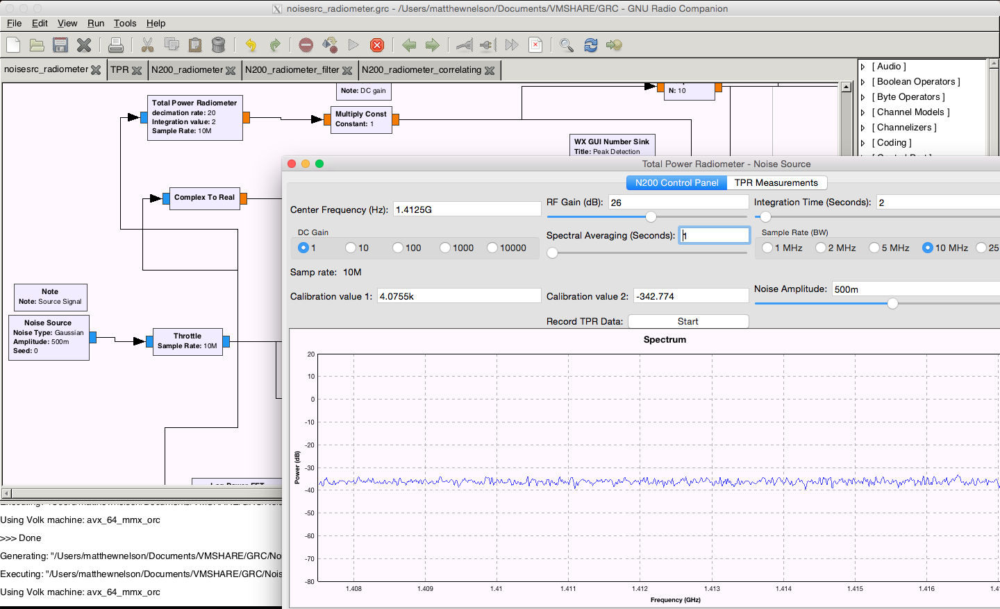 noisesrc_radiometer.grc - /Users/matthewnelson/Documents/VMSHARE/GRC - GNU Radio Companion
File Edit View Run Tools Help
noisesrc_radiometer TPR N200_radiometer N200_radiometer_filter N200_radiometer_correlating
[ Audio ]
[ Boolean Operators ]
[ Byte Operators ]
[ Channel Models ]
[ Channelizers ]
[ Coding ]
Note: DC gain
N: 10
Total Power Radiometer
decimation rate: 20
Integration value: 2
Sample Rate: 10M
Multiply Const
Constant: 1
WX GUI Number Sink
Title: Peak Detection
Complex To Real
Note
Note: Source Signal
Noise Source
Noise Type: Gaussian
Amplitude: 500m
Seed: 0
Throttle
Sample Rate: 10M
Total Power Radiometer - Noise Source
N200 Control Panel TPR Measurements
Center Frequency (Hz): 1.4125G
RF Gain (dB): 26
Integration Time (Seconds): 2
DC Gain
1 10 100 1000 10000
Spectral Averaging (Seconds): 1
Sample Rate (BW)
1 MHz 2 MHz 5 MHz 10 MHz 25
Samp rate: 10M
Calibration value 1: 4.0755k
Calibration value 2: -342.774
Noise Amplitude: 500m
Record TPR Data: Start
Spectrum
20
10
0
-10
-20
-30
-40
-50
-60
-70
-80
Power (dB)
1.408 1.409 1.41 1.411 1.412 1.413 1.414 1.415 1.416
Frequency (GHz)
Using Volk machine: avx_64_mmx_orc
>>> Done
Generating: "/Users/matthewnelson/Documents/VMSHARE/GRC/Noi
Executing: "/Users/matthewnelson/Documents/VMSHARE/GRC/Nois
Using Volk machine: avx_64_mmx_orc